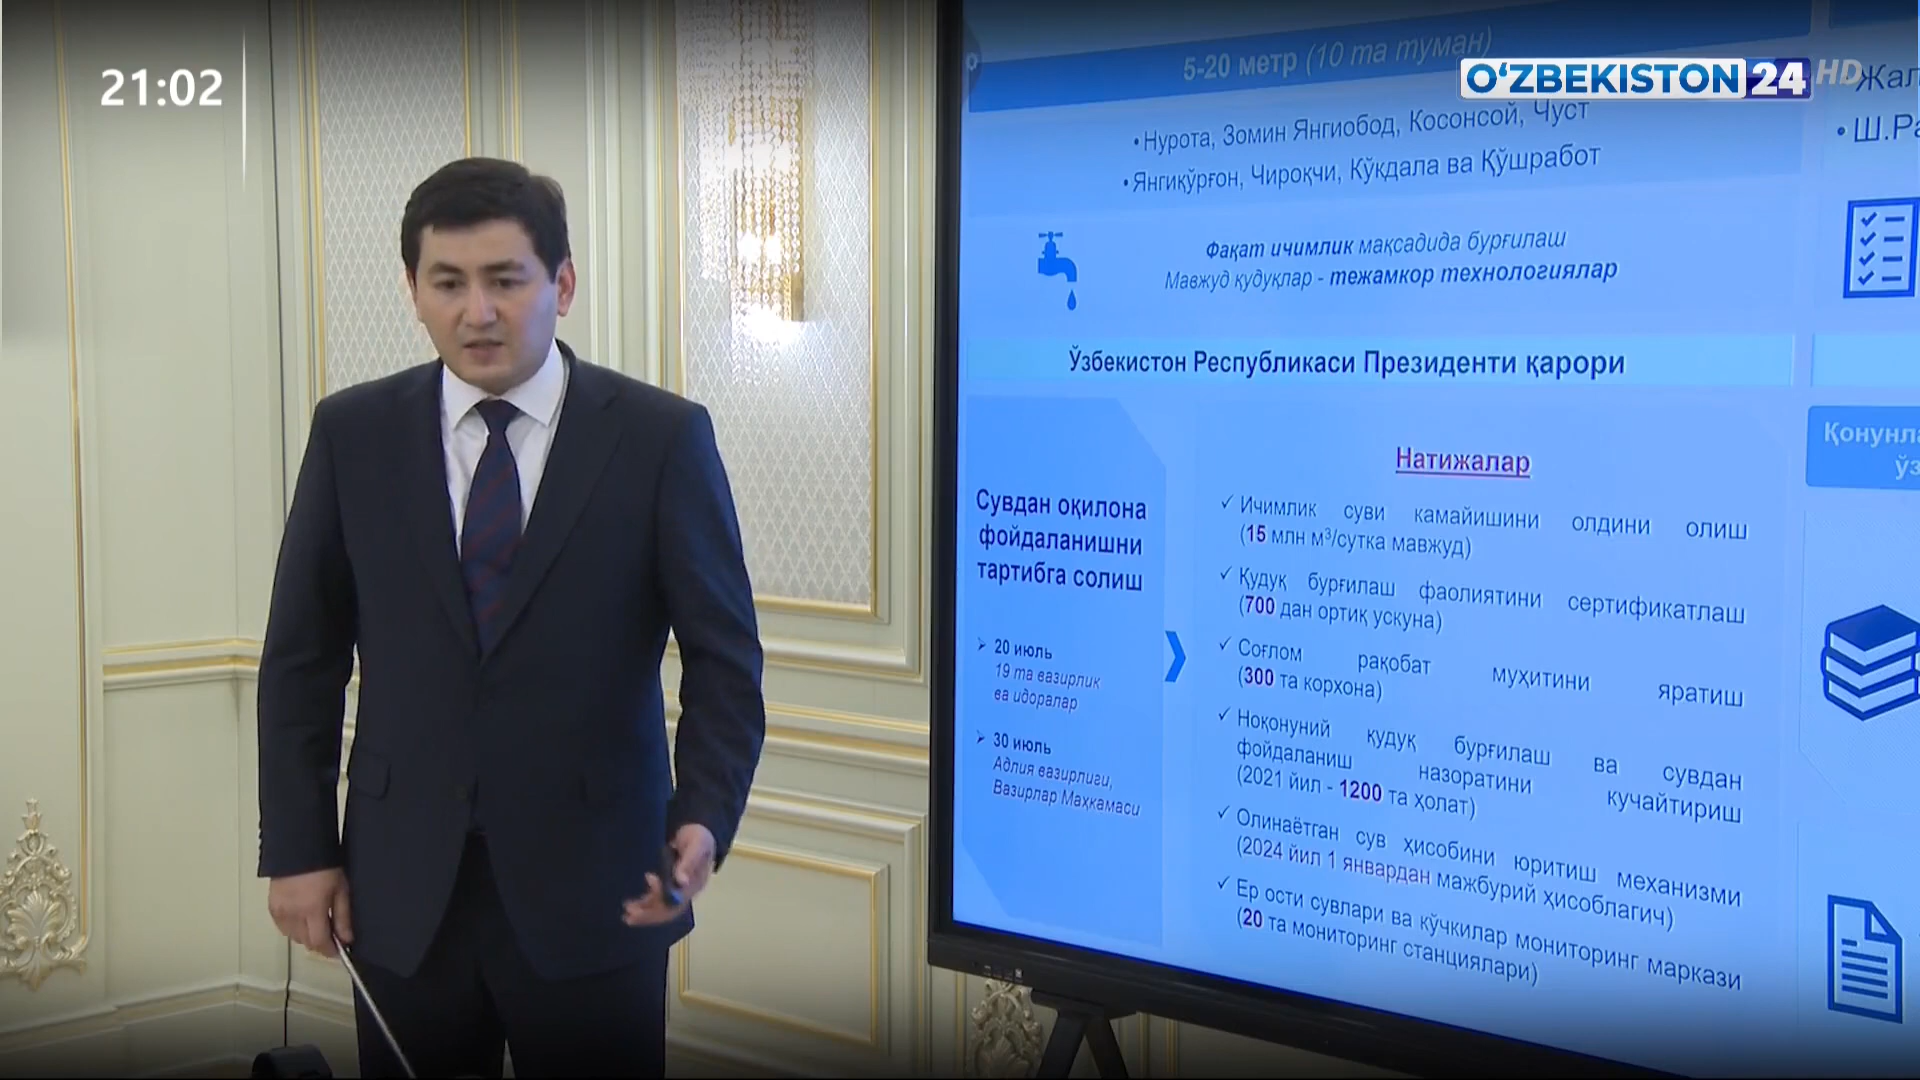 21:02
O‘ZBEKISTON 24 HD
5-20 метр (10 та туман)
• Нурота, Зомин Янгиобод, Косонсой, Чуст
• Янгиқўрғон, Чироқчи, Кўкдала ва Қўшработ
Фақат ичимлик мақсадида бурғилаш
Мавжуд қудуқлар - тежамкор технологиялар
Ўзбекистон Республикаси Президенти қарори
Сувдан оқилона
фойдаланишни
тартибга солиш
➢ 20 июль
19 та вазирлик
ва идоралар
➢ 30 июль
Адлия вазирлиги,
Вазирлар Маҳкамаси
Натижалар
✓ Ичимлик суви камайишини олдини олиш
(15 млн м³/сутка мавжуд)
✓ Қудуқ бурғилаш фаолиятини сертификатлаш
(700 дан ортиқ ускуна)
✓ Соғлом рақобат муҳитини яратиш
(300 та корхона)
✓ Ноқонуний қудуқ бурғилаш ва сувдан
фойдаланиш назоратини кучайтириш
(2021 йил - 1200 та ҳолат)
✓ Олинаётган сув ҳисобини юритиш механизми
(2024 йил 1 январдан мажбурий ҳисоблагич)
✓ Ер ости сувлари ва кўчкилар мониторинг маркази
(20 та мониторинг станциялари)